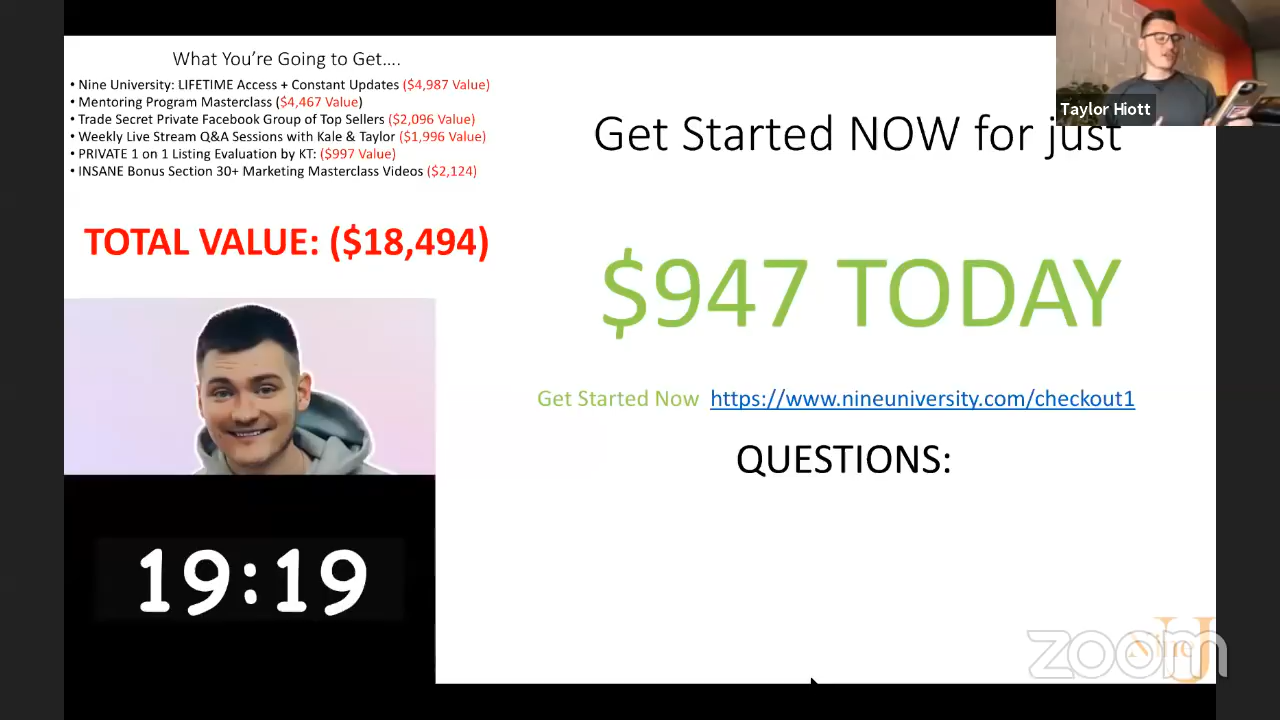 What You're Going to Get....
• Nine University: LIFETIME Access + Constant Updates ($4,987 Value)
• Mentoring Program Masterclass ($4,467 Value)
• Trade Secret Private Facebook Group of Top Sellers ($2,096 Value)
• Weekly Live Stream Q&A Sessions with Kale & Taylor ($1,996 Value)
• PRIVATE 1 on 1 Listing Evaluation by KT: ($997 Value)
• INSANE Bonus Section 30+ Marketing Masterclass Videos ($2,124)
TOTAL VALUE: ($18,494)
19:19
Taylor Hiott
Get Started NOW for just
$947 TODAY
Get Started Now https://www.nineuniversity.com/checkout1
QUESTIONS:
Nine U
zoom